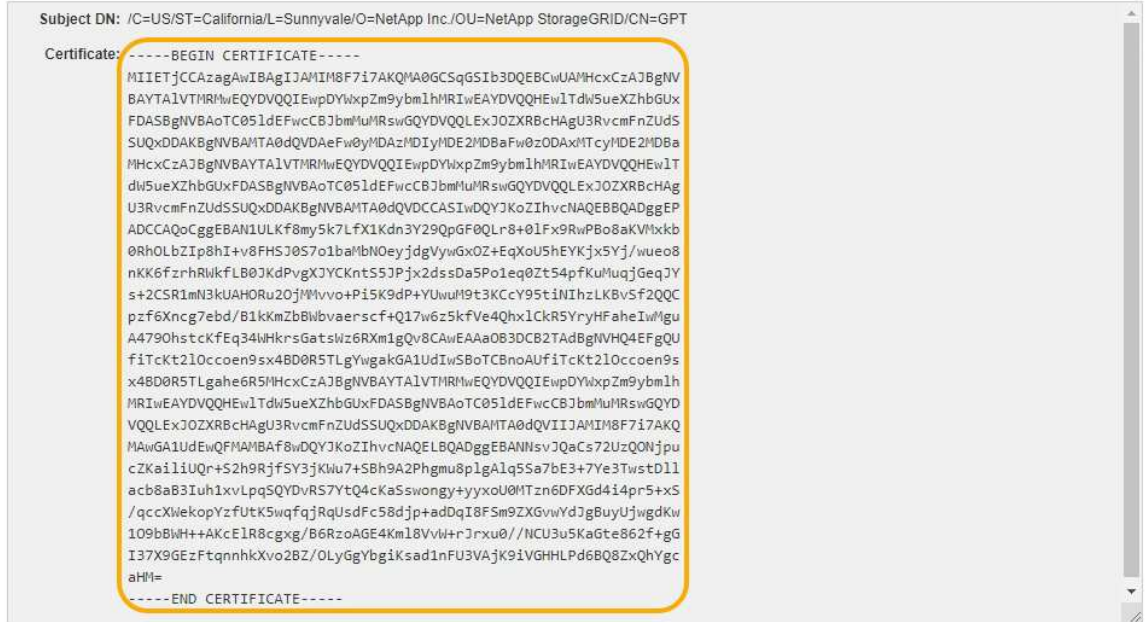 Subject DN: /C=US/ST=California/L=Sunnyvale/O=NetApp Inc./OU=NetApp StorageGRID/CN=GPT
Certificate: -----BEGIN CERTIFICATE-----
MIIETjCCAzagAwIBAgIJAMIM8F7i7AKQMA0GCSqGSIb3DQEBCwUAMHcxCzAJBgNV
BAYTAlVTMRMwEQYDVQQIEwpDYWxpZm9ybmlhMRIwEAYDVQQHEwlTdW5ueXZhbGUx
FDASBgNVBAoTC05ldEFwcCBJbmMuMRswGQYDVQQLExJOZXRBcHAgU3RvcmFnZUdS
SUQxDDAKBgNVBAMTA0dQVDAeFw0yMDAzMDIyMDE2MDBaFw0zODAxMTcyMDE2MDBa
MHcxCzAJBgNVBAYTAlVTMRMwEQYDVQQIEwpDYWxpZm9ybmlhMRIwEAYDVQQHEwlT
dW5ueXZhbGUxFDASBgNVBAoTC05ldEFwcCBJbmMuMRswGQYDVQQLExJOZXRBcHAg
U3RvcmFnZUdSSUQxDDAKBgNVBAMTA0dQVDCCASIwDQYJKoZIhvcNAQEBBQADggEP
ADCCAQoCggEBAN1ULKf8my5k7LfX1Kdn3Y29QpGF0QLr8+0lFx9RwPBo8aKVMxkb
0RhOLbZIp8hI+v8FHSJ0S7o1baMbNOeyjdgVywGxOZ+EqXoU5hEYKjx5Yj/wueo8
nKK6fzrhRWkfLB0JKdPvgXJYCKntS5JPjx2dssDa5Po1eq0Zt54pfKuMuqjGeqJY
s+2CSR1mN3kUAHORu2OjMMvvo+Pi5K9dP+YUwuM9t3KCcY95tiNIhzLKBvSf2QQC
pzf6Xncg7ebd/B1kKmZbBWbvaerscf+Q17w6z5kfVe4QhxlCkR5YryHFaheIwMgu
A479OhstcKfEq34WHkrsGatsWz6RXm1gQv8CAwEAAaOB3DCB2TAdBgNVHQ4EFgQU
fiTcKt2lOccoen9sx4BD0R5TLgYwgakGA1UdIwSBoTCBnoAUfiTcKt2lOccoen9s
x4BD0R5TLgahe6R5MHcxCzAJBgNVBAYTAlVTMRMwEQYDVQQIEwpDYWxpZm9ybmlh
MRIwEAYDVQQHEwlTdW5ueXZhbGUxFDASBgNVBAoTC05ldEFwcCBJbmMuMRswGQYD
VQQLExJOZXRBcHAgU3RvcmFnZUdSSUQxDDAKBgNVBAMTA0dQVIIJAMIM8F7i7AKQ
MAwGA1UdEwQFMAMBAf8wDQYJKoZIhvcNAQELBQADggEBANNsvJQaCs72UzQONjpu
cZKailiUQr+S2h9RjfSY3jKWu7+SBh9A2Phgmu8plgAlq5Sa7bE3+7Ye3TwstDll
acb8aB3Iuh1xvLpqSQYDvRS7YtQ4cKaSswongy+yyxoU0MTzn6DFXGd4i4pr5+xS
/qccXWekopYzfUtK5wqfqjRqUsdFc58djp+adDqI8FSm9ZXGvwYdJgBuyUjwgdKw
1O9bBWH++AKcElR8cgxg/B6RzoAGE4Kml8VvW+rJrxu0//NCU3u5KaGte862f+gG
I37X9GEzFtqnnhkXvo2BZ/OLyGgYbgiKsad1nFU3VAjK9iVGHHLPd6BQ8ZxQhYgc
aHM=
-----END CERTIFICATE-----